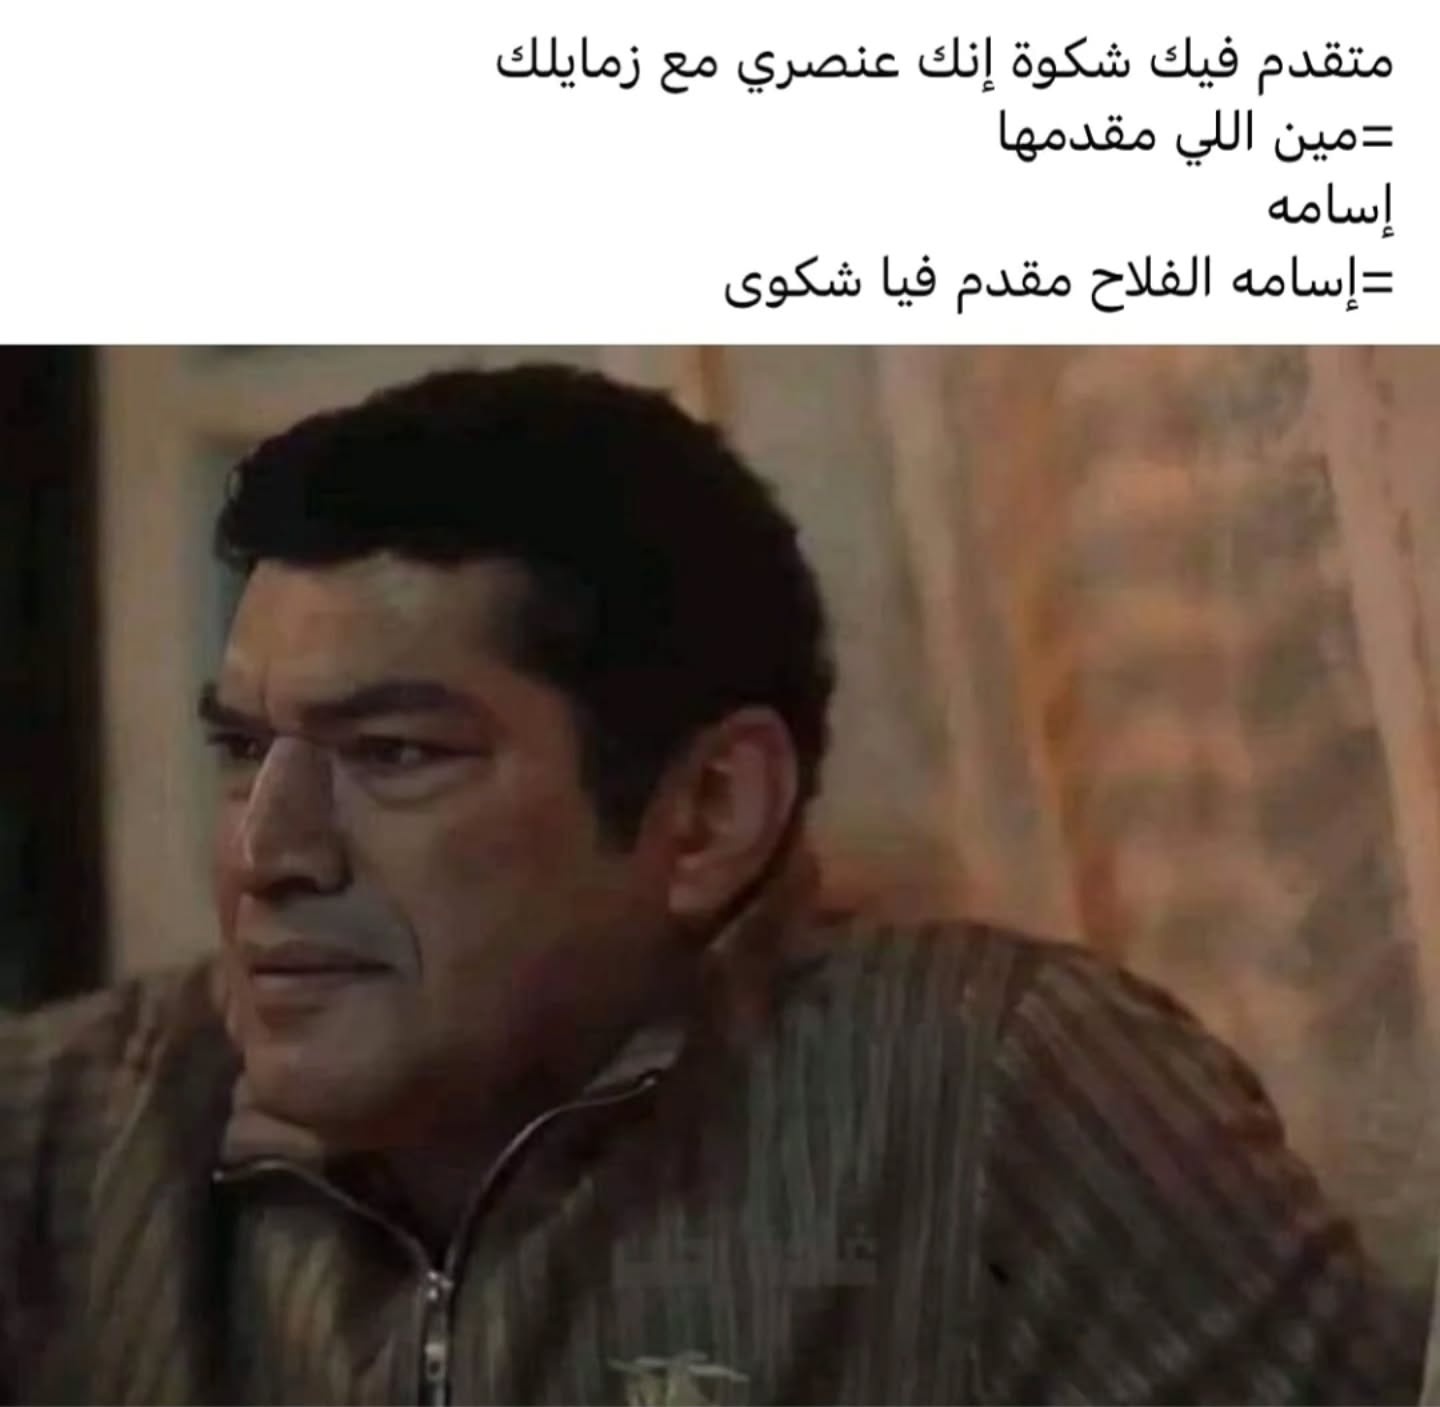 متقدم فيك شكوة إنك عنصري مع زمايلك
=مين اللي مقدمها
إسامه
=إسامه الفلاح مقدم فيا شكوى